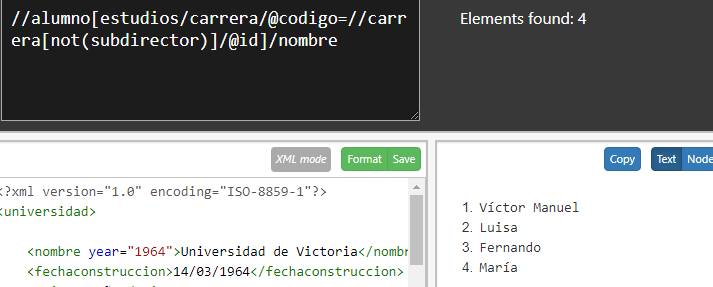 //alumno[estudios/carrera/@codigo=//carr
era[not(subdirector)]/@id]/nombre
Elements found: 4
XML mode
Format
Save
Copy
Text
Node
<?xml version="1.0" encoding="ISO-8859-1"?>
<universidad>
<nombre year="1964">Universidad de Victoria</nombr
<fechaconstruccion>14/03/1964</fechaconstruccion>
1. Víctor Manuel
2. Luisa
3. Fernando
4. María